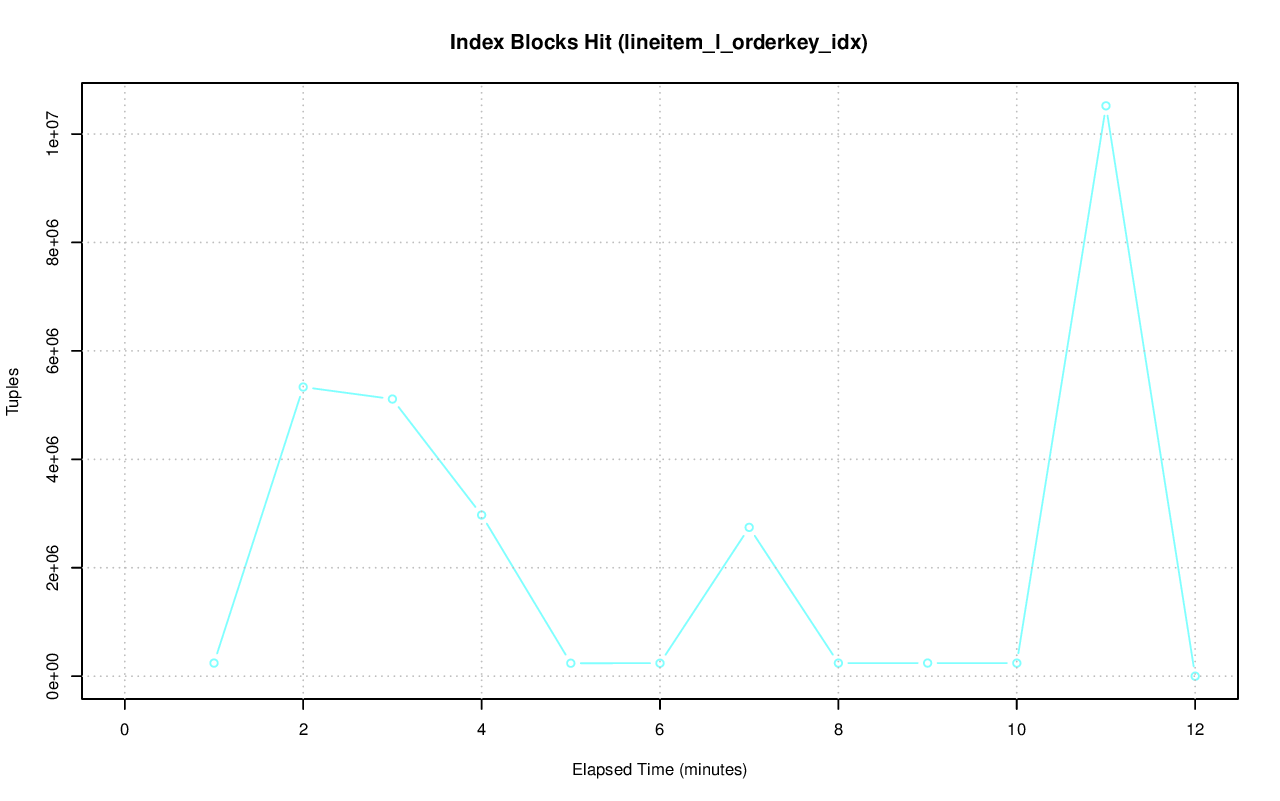 Index Blocks Hit (lineitem_l_orderkey_idx)
Tuples
1e+07
8e+06
6e+06
4e+06
2e+06
0e+00
0 2 4 6 8 10 12
Elapsed Time (minutes)